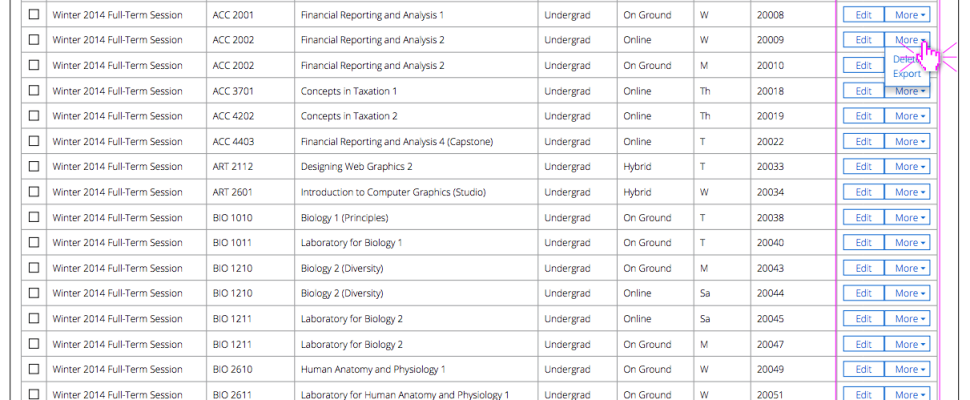 Winter 2014 Full-Term Session ACC 2001 Financial Reporting and Analysis 1 Undergrad On Ground W 20008 Edit More
Winter 2014 Full-Term Session ACC 2002 Financial Reporting and Analysis 2 Undergrad Online W 20009 Edit More
Winter 2014 Full-Term Session ACC 2002 Financial Reporting and Analysis 2 Undergrad On Ground M 20010 Edit Delete
Export
Winter 2014 Full-Term Session ACC 3701 Concepts in Taxation 1 Undergrad Online Th 20018 Edit More
Winter 2014 Full-Term Session ACC 4202 Concepts in Taxation 2 Undergrad Online Th 20019 Edit More
Winter 2014 Full-Term Session ACC 4403 Financial Reporting and Analysis 4 (Capstone) Undergrad Online T 20022 Edit More
Winter 2014 Full-Term Session ART 2112 Designing Web Graphics 2 Undergrad Hybrid T 20033 Edit More
Winter 2014 Full-Term Session ART 2601 Introduction to Computer Graphics (Studio) Undergrad Hybrid W 20034 Edit More
Winter 2014 Full-Term Session BIO 1010 Biology 1 (Principles) Undergrad On Ground T 20038 Edit More
Winter 2014 Full-Term Session BIO 1011 Laboratory for Biology 1 Undergrad On Ground T 20040 Edit More
Winter 2014 Full-Term Session BIO 1210 Biology 2 (Diversity) Undergrad On Ground M 20043 Edit More
Winter 2014 Full-Term Session BIO 1210 Biology 2 (Diversity) Undergrad Online Sa 20044 Edit More
Winter 2014 Full-Term Session BIO 1211 Laboratory for Biology 2 Undergrad Online Sa 20045 Edit More
Winter 2014 Full-Term Session BIO 1211 Laboratory for Biology 2 Undergrad On Ground M 20047 Edit More
Winter 2014 Full-Term Session BIO 2610 Human Anatomy and Physiology 1 Undergrad On Ground W 20049 Edit More
Winter 2014 Full-Term Session BIO 2611 Laboratory for Human Anatomy and Physiology 1 Undergrad On Ground W 20051 Edit More